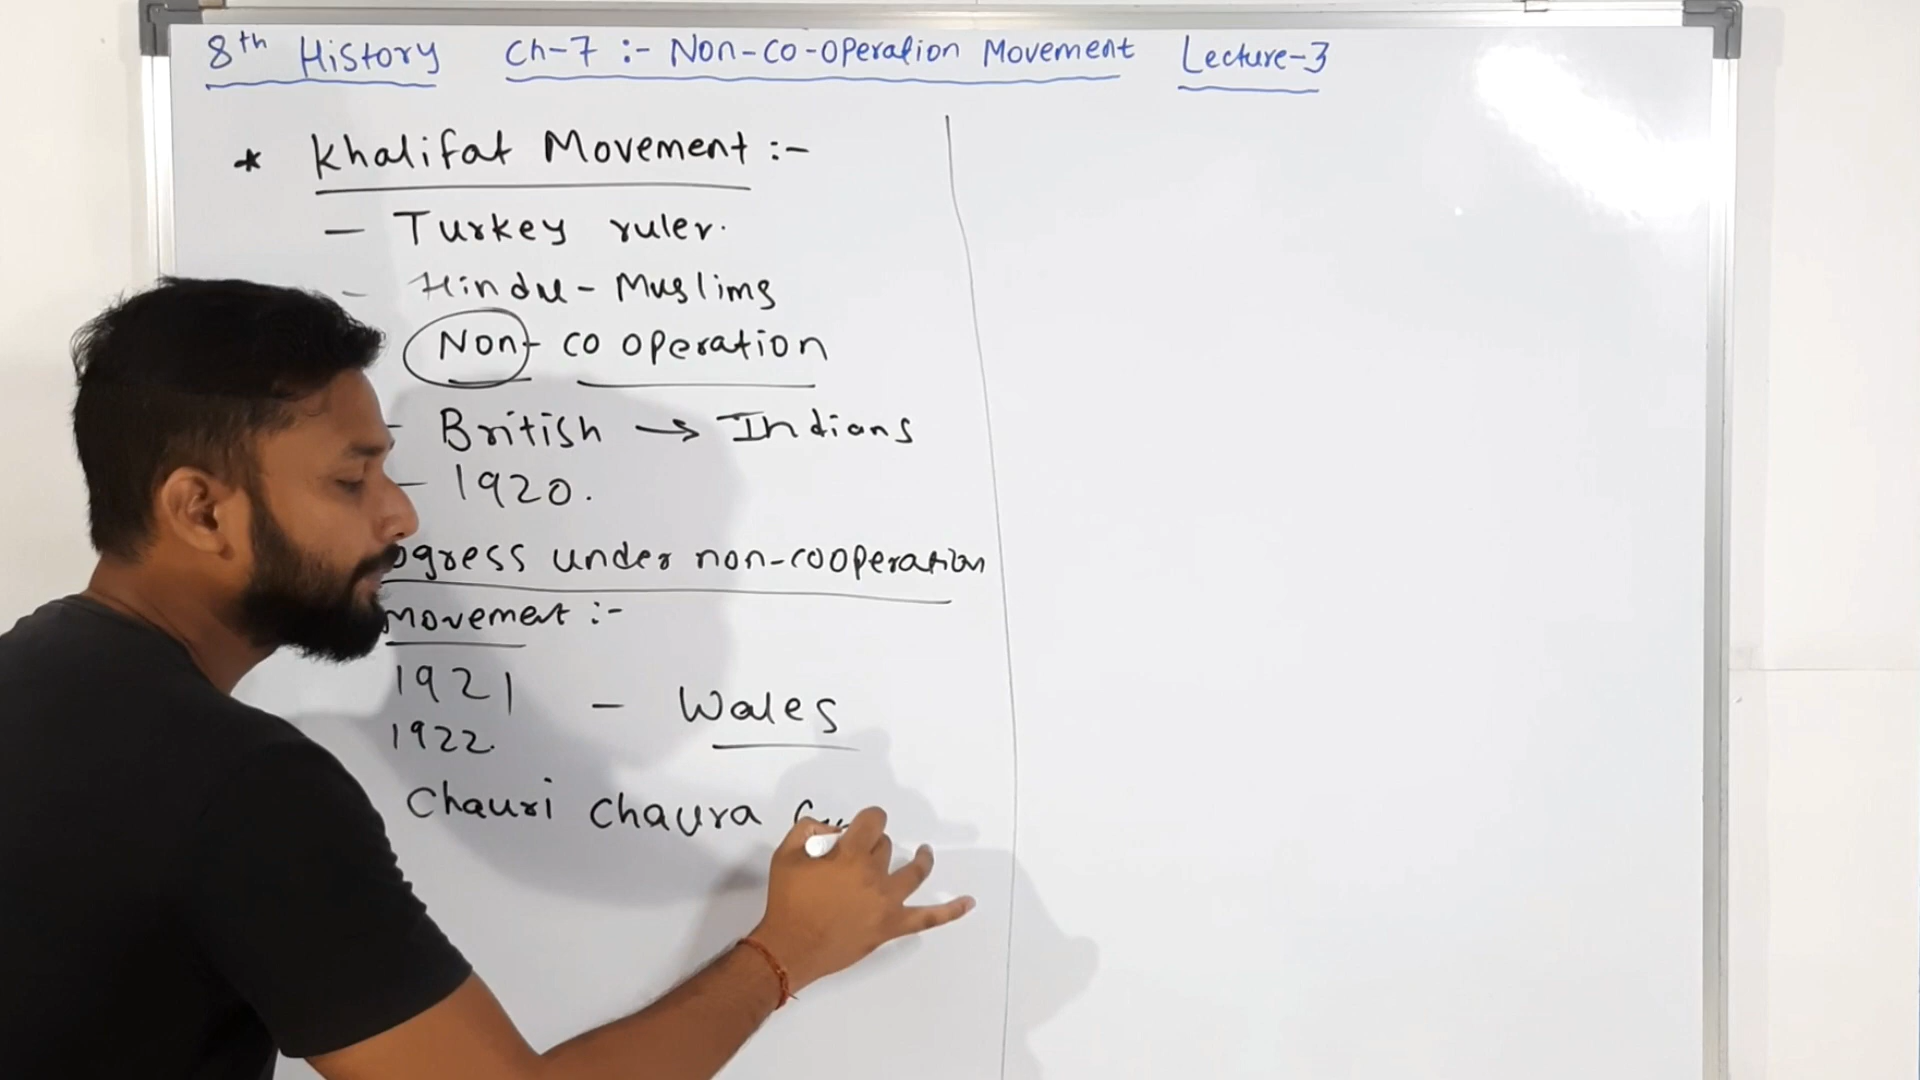 8th History Ch-7 :- Non-co-operation Movement Lecture-3
* Khalifat Movement :-
- Turkey ruler.
- Hindu - Muslims
Non- co operation
- British → Indians
- 1920.
ogress under non-cooperation
movement :-
1921 - Wales
1922.
Chauri Chaura